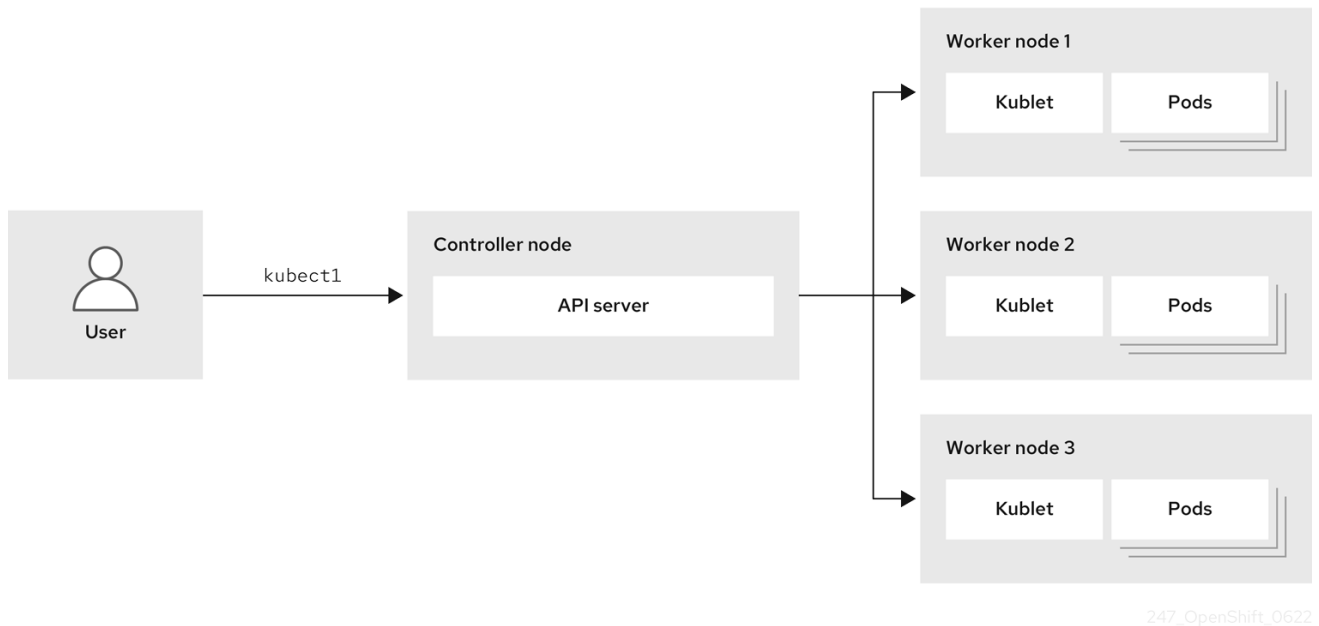 User
kubect1
Controller node
API server
Worker node 1
Kublet
Pods
Worker node 2
Kublet
Pods
Worker node 3
Kublet
Pods
247_OpenShift_0622